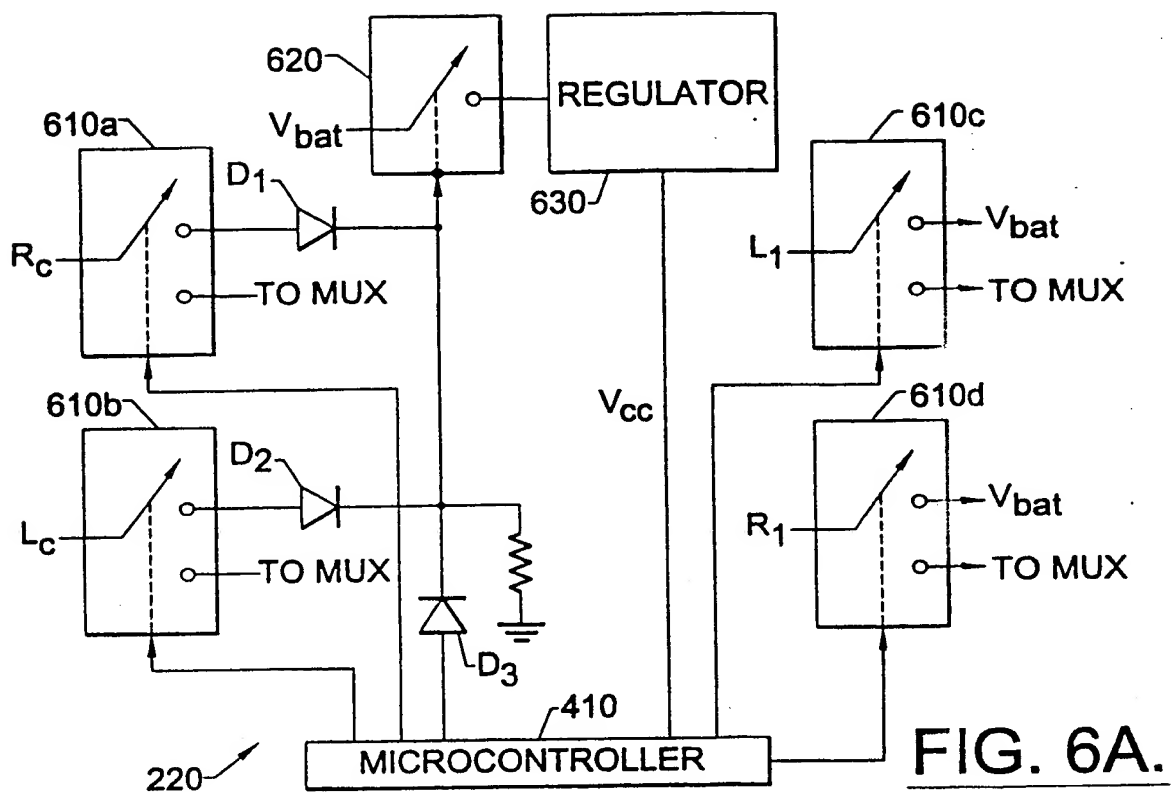 620
V_bat
REGULATOR
630
610a
R_c
TO MUX
D_1
610c
L_1
V_bat
TO MUX
610b
L_c
TO MUX
D_2
V_cc
610d
R_1
V_bat
TO MUX
D_3
410
MICROCONTROLLER
220
FIG. 6A.